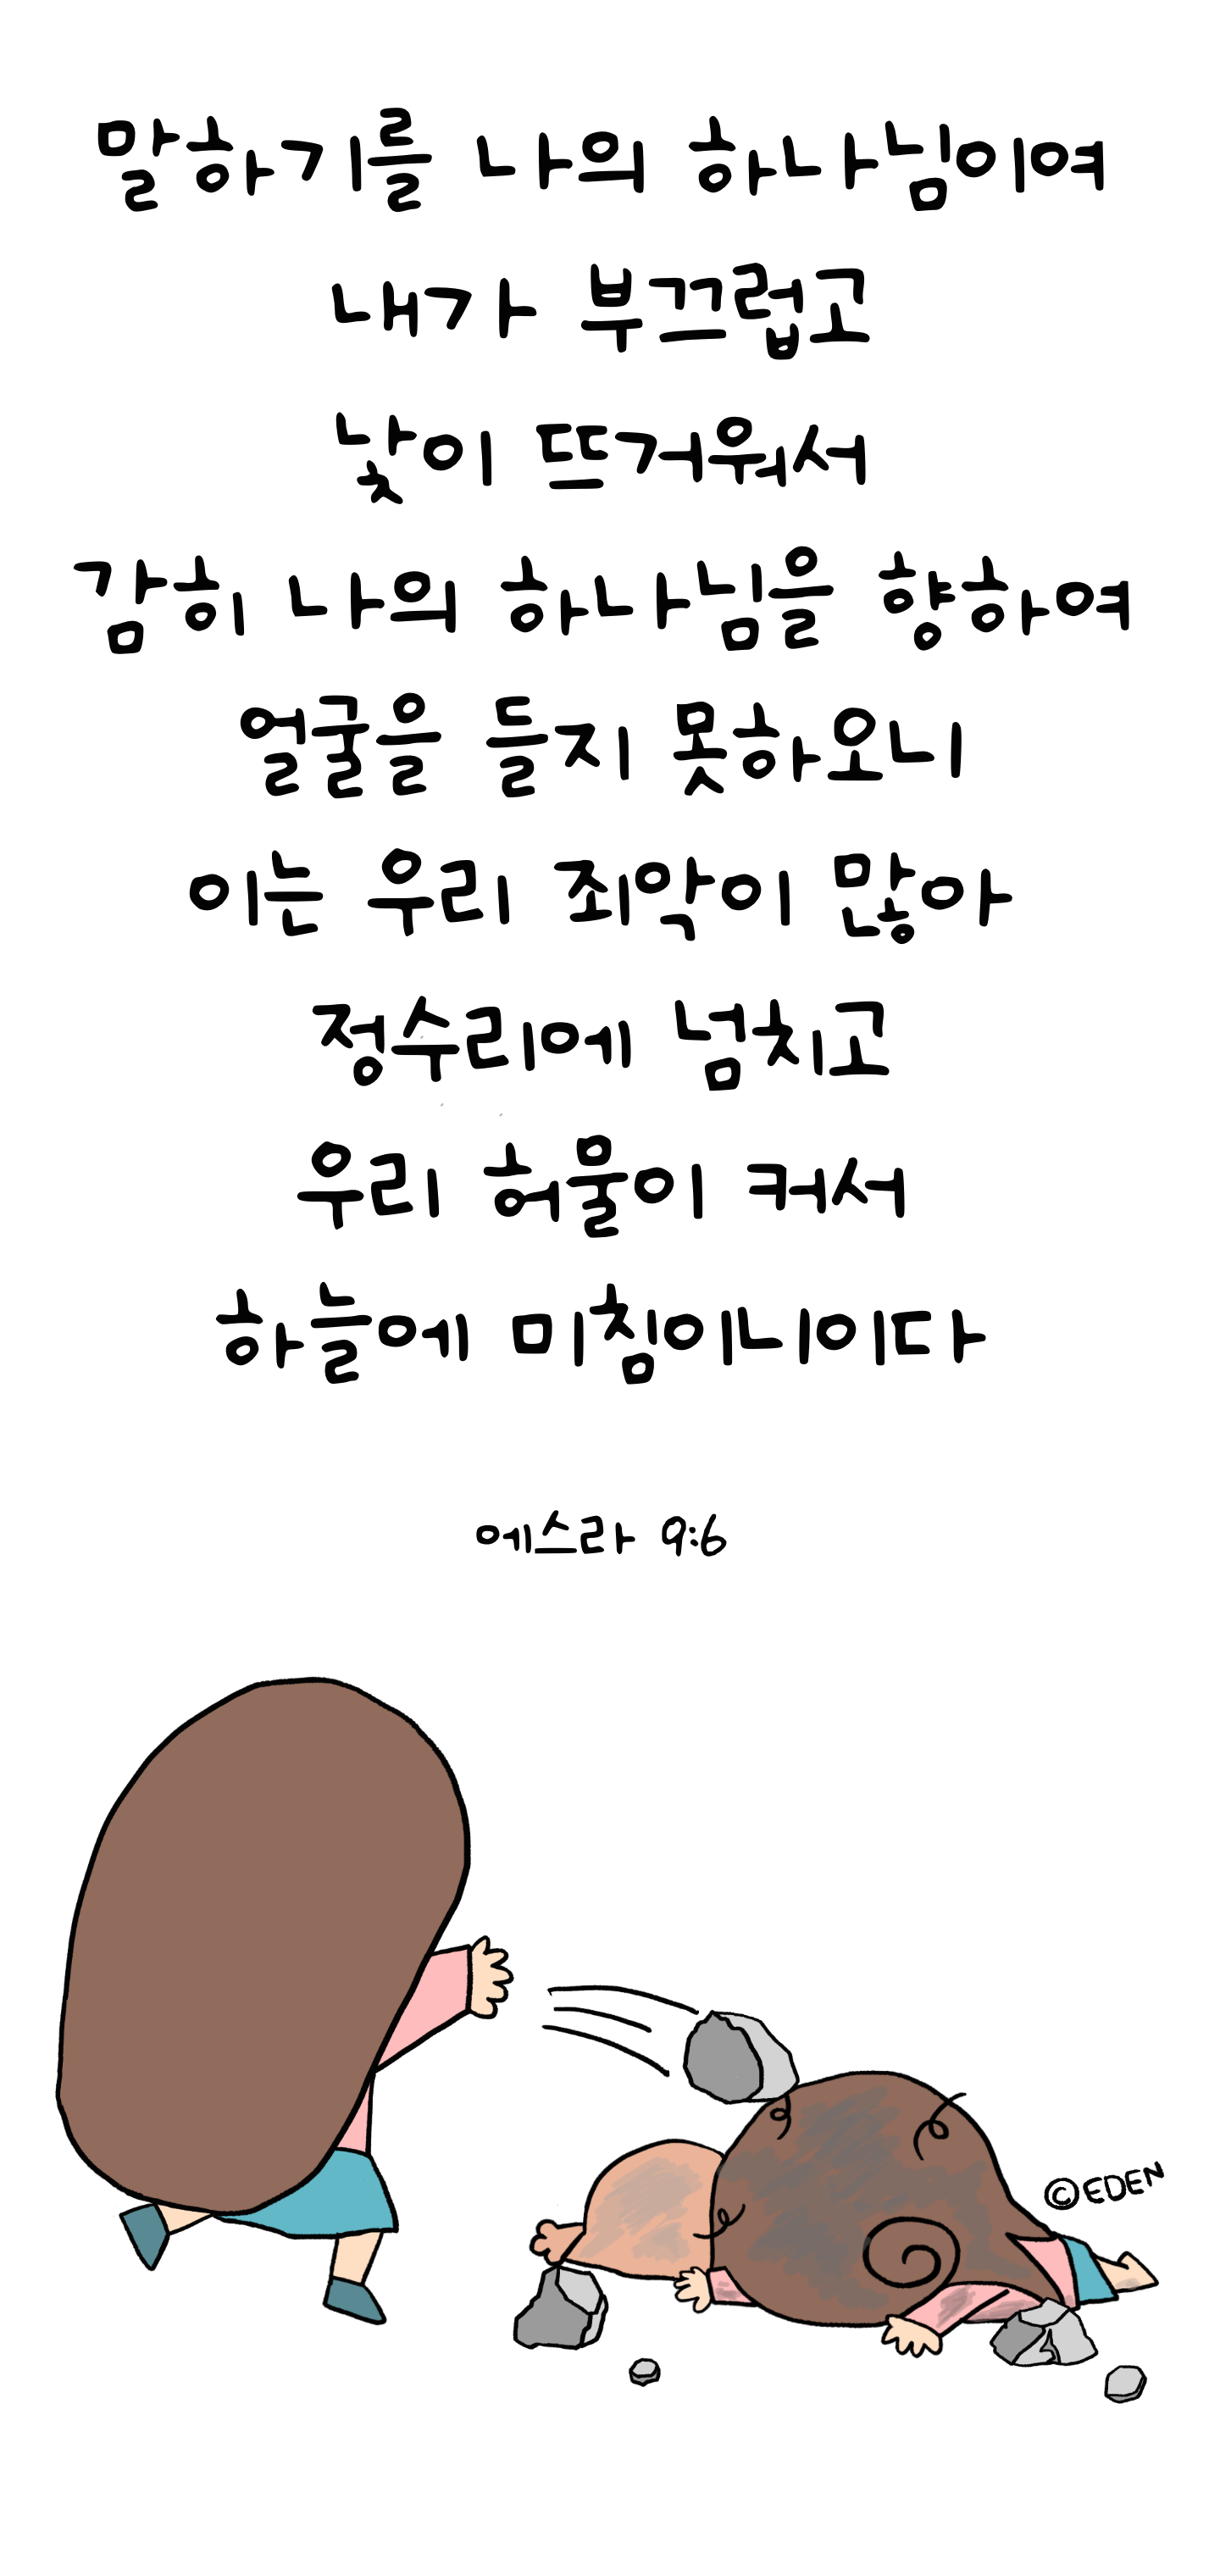 말하기를 나의 하나님이여
내가 부끄럽고
낯이 뜨거워서
감히 나의 하나님을 향하여
얼굴을 들지 못하오니
이는 우리 죄악이 많아
정수리에 넘치고
우리 허물이 커서
하늘에 미침이니이다
에스라 9:6
©EDEN